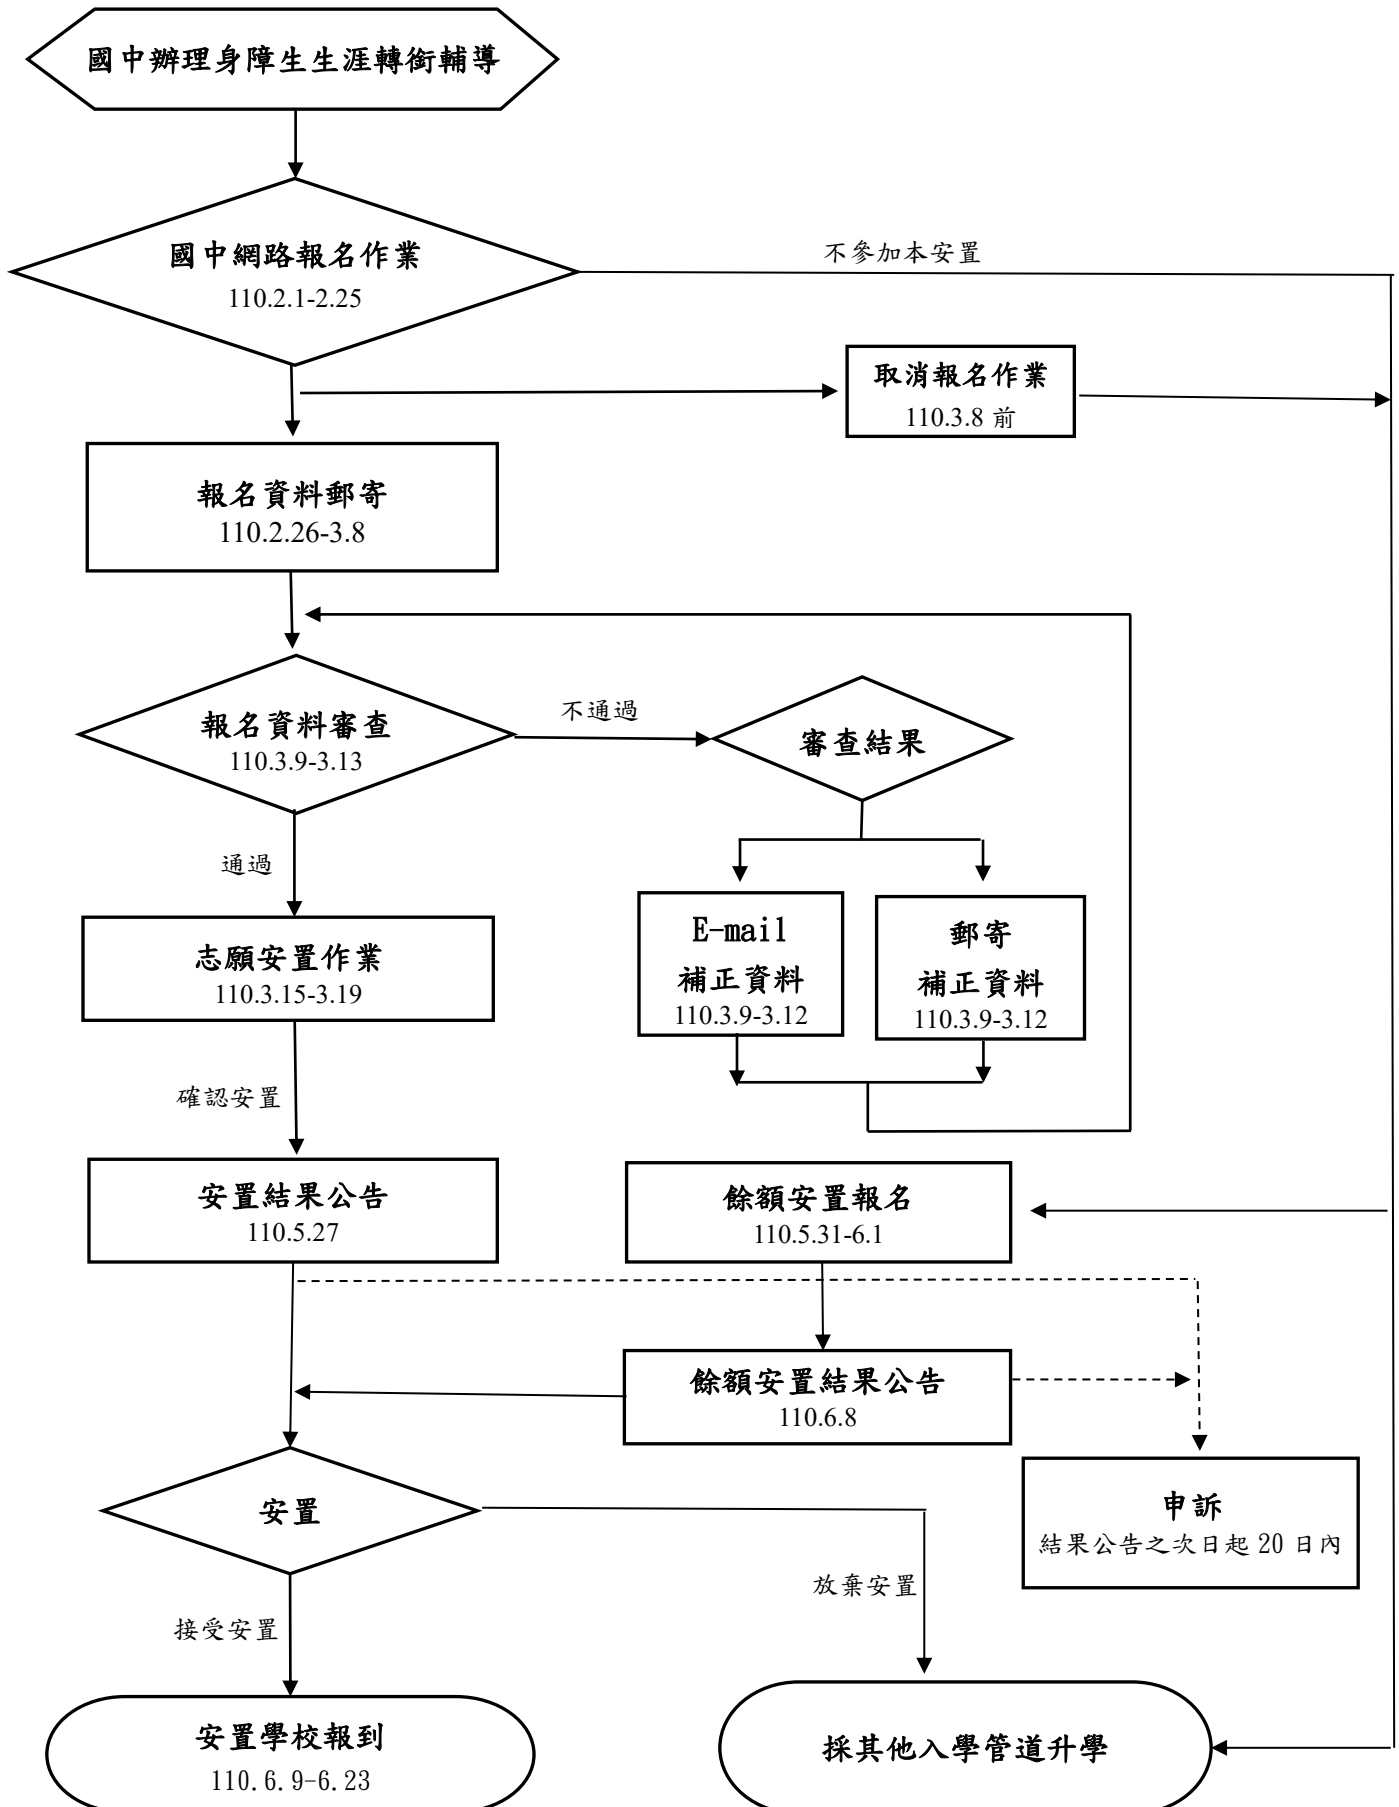 國中辦理身障生生涯轉銜輔導
國中網路報名作業
110.2.1-2.25
不參加本安置
取消報名作業
110.3.8 前
報名資料郵寄
110.2.26-3.8
報名資料審查
110.3.9-3.13
不通過
審查結果
通過
E-mail
補正資料
110.3.9-3.12
郵寄
補正資料
110.3.9-3.12
志願安置作業
110.3.15-3.19
確認安置
安置結果公告
110.5.27
餘額安置報名
110.5.31-6.1
餘額安置結果公告
110.6.8
安置
申訴
結果公告之次日起 20 日內
放棄安置
接受安置
安置學校報到
110.6.9-6.23
採其他入學管道升學